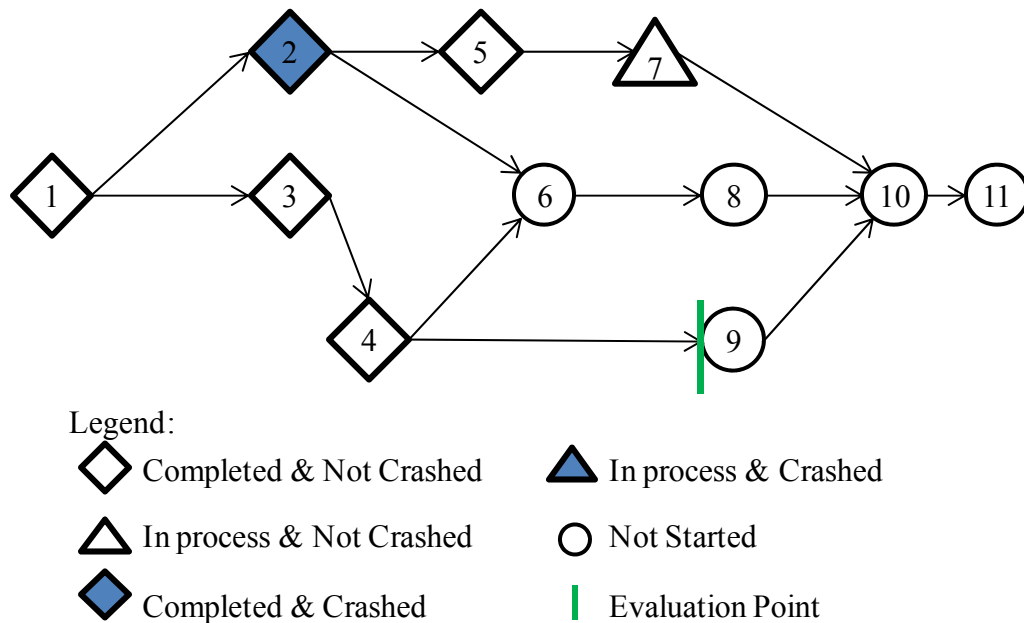 2 5 7
1 3 6 8 10 11
4 9
Legend:
Completed & Not Crashed In process & Crashed
In process & Not Crashed Not Started
Completed & Crashed Evaluation Point